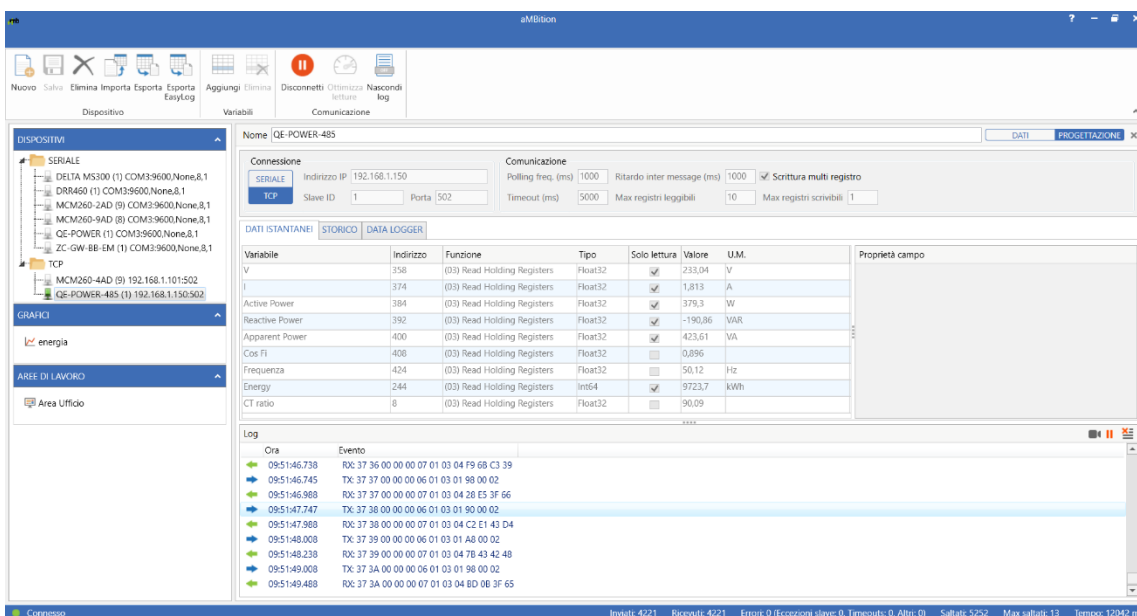 aMBition
Nuovo Salva Elimina Importa Esporta Esporta EasyLog Aggiungi Elimina Disconnetti Ottimizza letture Nascondi log
Dispositivo Variabili Comunicazione
DISPOSITIVI
SERIALE
DELTA MS300 (1) COM3:9600,None,8,1
DRR460 (1) COM3:9600,None,8,1
MCM260-2AD (9) COM3:9600,None,8,1
MCM260-9AD (8) COM3:9600,None,8,1
QE-POWER (1) COM3:9600,None,8,1
ZC-GW-BB-EM (1) COM3:9600,None,8,1
TCP
MCM260-4AD (9) 192.168.1.101:502
QE-POWER-485 (1) 192.168.1.150:502
GRAFICI
energia
AREE DI LAVORO
Area Ufficio
Nome QE-POWER-485 DATI PROGETTAZIONE
Connessione Comunicazione
SERIALE Indirizzo IP 192.168.1.150 Polling freq. (ms) 1000 Ritardo inter message (ms) 1000 Scrittura multi registro
TCP Slave ID 1 Porta 502 Timeout (ms) 5000 Max registri leggibili 10 Max registri scrivibili 1
DATI ISTANTANEI STORICO DATA LOGGER
Variabile Indirizzo Funzione Tipo Solo lettura Valore U.M. Proprietà campo
V 358 (03) Read Holding Registers Float32 233,04 V
I 374 (03) Read Holding Registers Float32 1,813 A
Active Power 384 (03) Read Holding Registers Float32 379,3 W
Reactive Power 392 (03) Read Holding Registers Float32 -190,86 VAR
Apparent Power 400 (03) Read Holding Registers Float32 423,61 VA
Cos Fi 408 (03) Read Holding Registers Float32 0,896
Frequenza 424 (03) Read Holding Registers Float32 50,12 Hz
Energy 244 (03) Read Holding Registers Int64 9723,7 kWh
CT ratio 8 (03) Read Holding Registers Float32 90,09
Log
Ora Evento
09:51:46.738 RX: 37 36 00 00 00 07 01 03 04 F9 6B C3 39
09:51:46.745 TX: 37 37 00 00 00 06 01 03 01 98 00 02
09:51:46.988 RX: 37 37 00 00 00 07 01 03 04 28 E5 3F 66
09:51:47.747 TX: 37 38 00 00 00 06 01 03 01 90 00 02
09:51:47.988 RX: 37 38 00 00 00 07 01 03 04 C2 E1 43 D4
09:51:48.008 TX: 37 39 00 00 00 06 01 03 01 A8 00 02
09:51:48.238 RX: 37 39 00 00 00 07 01 03 04 7B 43 42 48
09:51:49.008 TX: 37 3A 00 00 00 06 01 03 01 98 00 02
09:51:49.488 RX: 37 3A 00 00 00 07 01 03 04 BD 0B 3F 65
Connesso Inviati: 4221 Ricevuti: 4221 Errori: 0 (Eccezioni slave: 0, Timeouts: 0, Altri: 0) Saltati: 5252 Max saltati: 13 Tempo: 12042